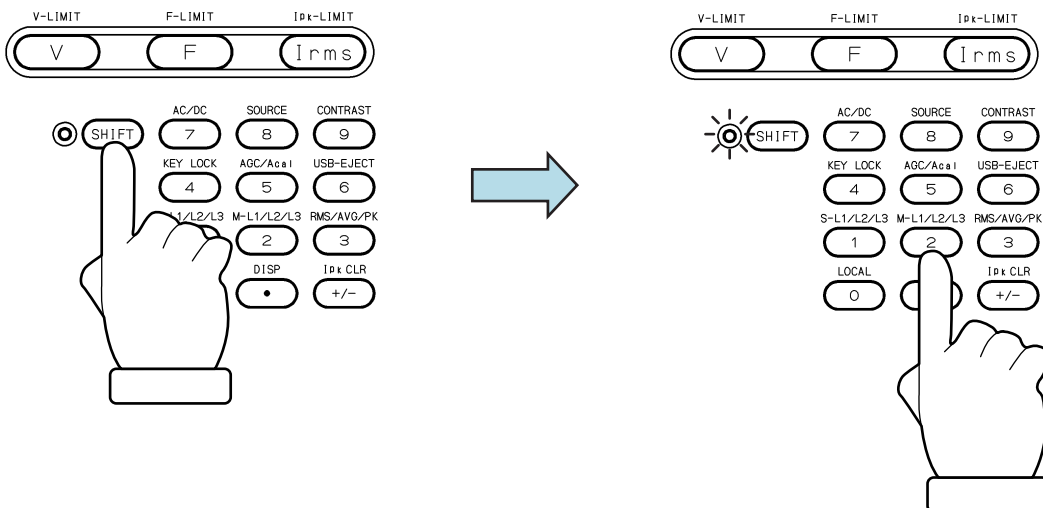 V-LIMIT F-LIMIT Ipk-LIMIT
V F Irms
AC/DC SOURCE CONTRAST
SHIFT 7 8 9
KEY LOCK AGC/Acal USB-EJECT
4 5 6
L1/L2/L3 M-L1/L2/L3 RMS/AVG/PK
2 3
DISP Ipk CLR
• +/-
V-LIMIT F-LIMIT Ipk-LIMIT
V F Irms
AC/DC SOURCE CONTRAST
SHIFT 7 8 9
KEY LOCK AGC/Acal USB-EJECT
4 5 6
S-L1/L2/L3 M-L1/L2/L3 RMS/AVG/PK
1 2 3
LOCAL Ipk CLR
0 +/-